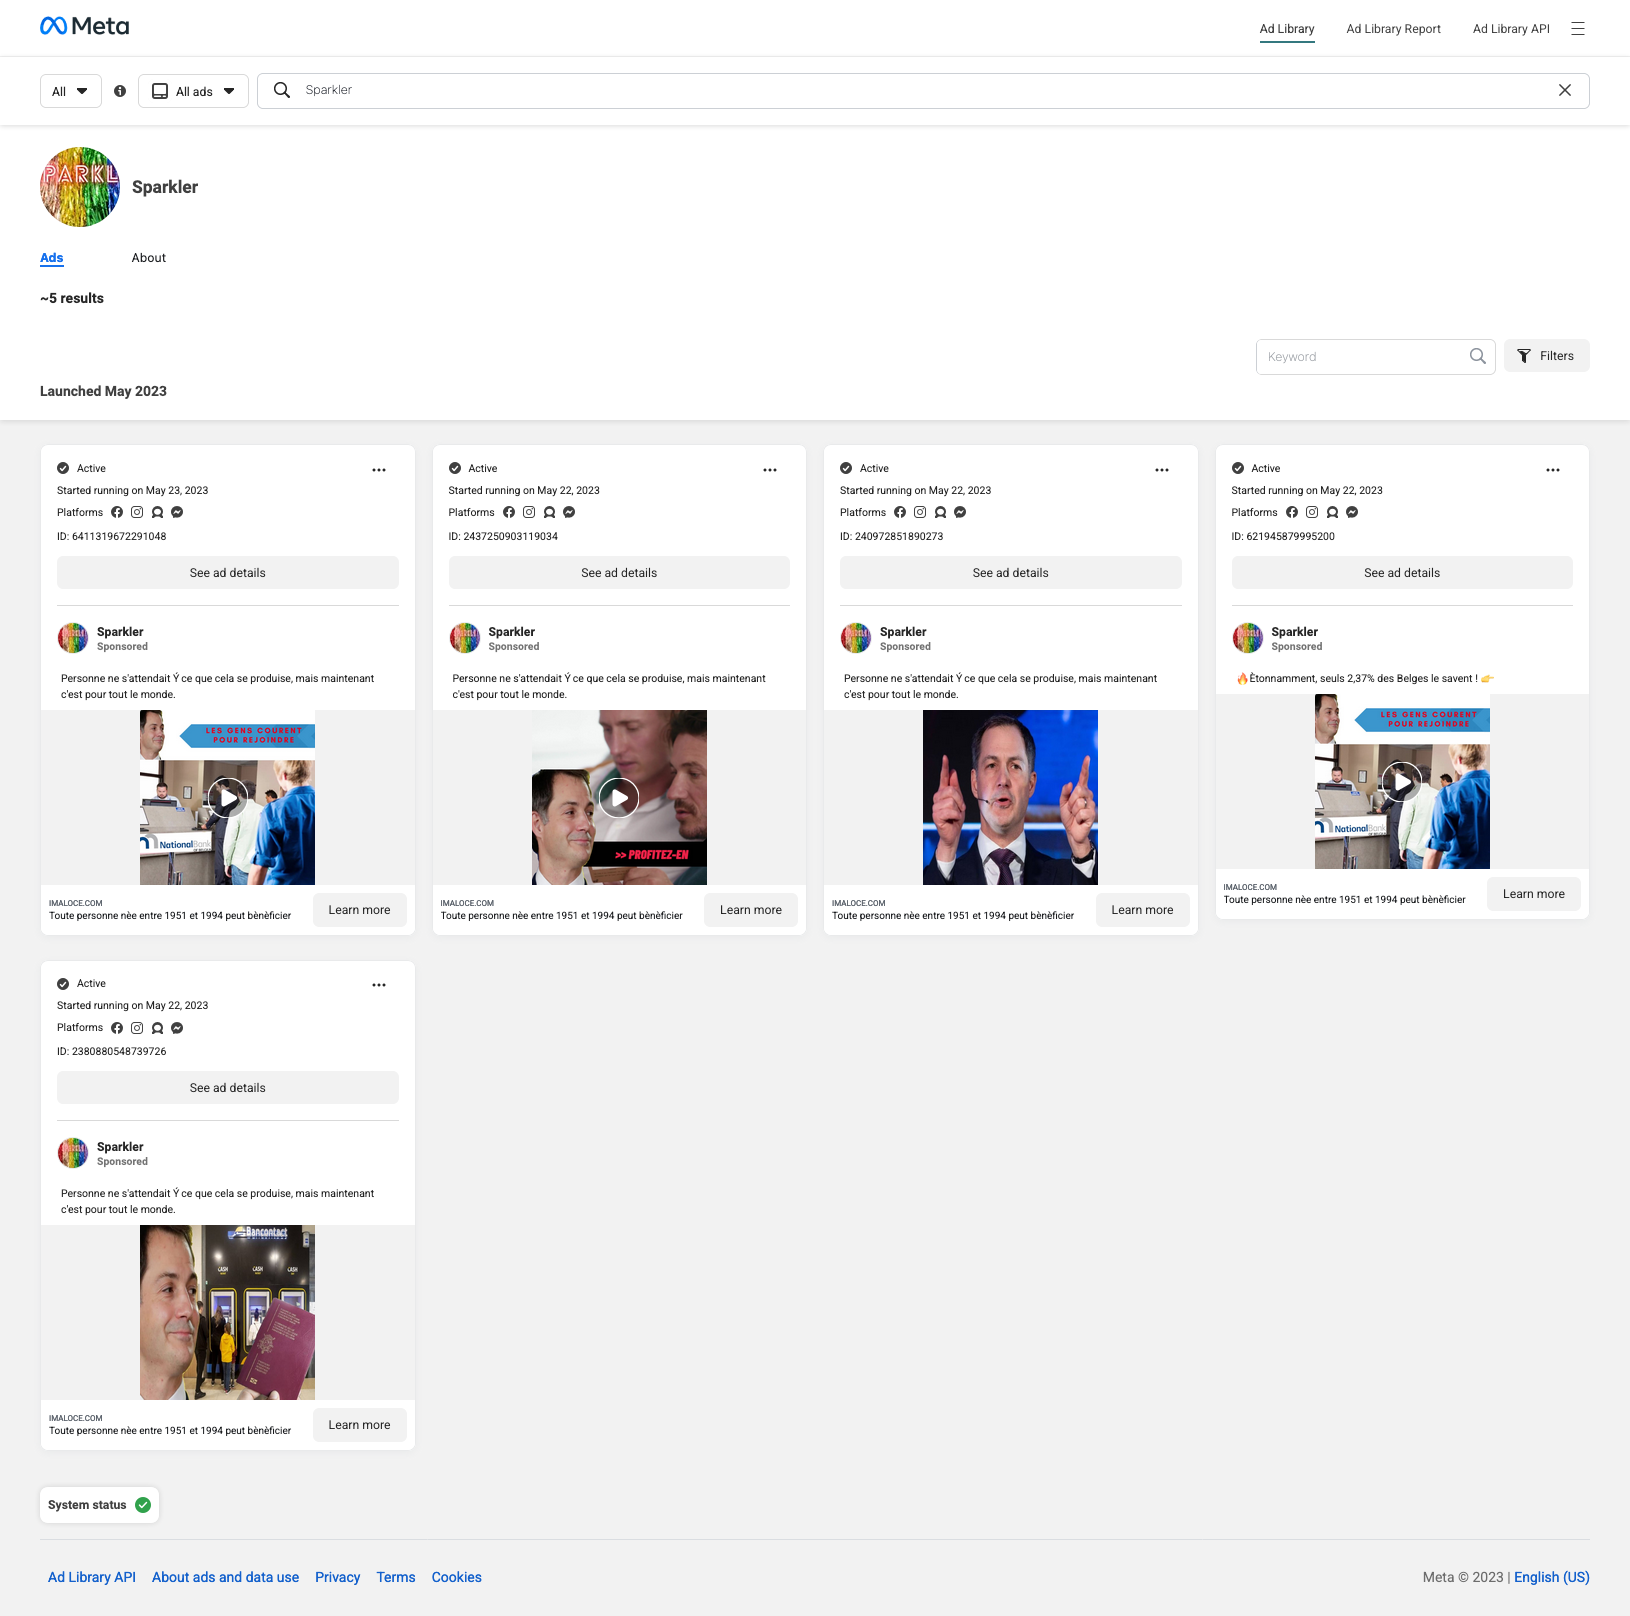 Meta
Ad Library
Ad Library Report
Ad Library API
All
All ads
Sparkler
PARKL
Sparkler
Ads
About
~5 results
Keyword
Filters
Launched May 2023
Active
Started running on May 23, 2023
Platforms
ID: 6411319672291048
See ad details
Sparkler
Sponsored
Personne ne s'attendait Ý ce que cela se produise, mais maintenant
c'est pour tout le monde.
LES GENS COURENT
POUR REJOINDRE
NationalBank
IMALOCE.COM
Toute personne nèe entre 1951 et 1994 peut bènèficier
Learn more
Active
Started running on May 22, 2023
Platforms
ID: 2437250903119034
See ad details
Sparkler
Sponsored
Personne ne s'attendait Ý ce que cela se produise, mais maintenant
c'est pour tout le monde.
>> PROFITEZ-EN
IMALOCE.COM
Toute personne nèe entre 1951 et 1994 peut bènèficier
Learn more
Active
Started running on May 22, 2023
Platforms
ID: 240972851890273
See ad details
Sparkler
Sponsored
Personne ne s'attendait Ý ce que cela se produise, mais maintenant
c'est pour tout le monde.
IMALOCE.COM
Toute personne nèe entre 1951 et 1994 peut bènèficier
Learn more
Active
Started running on May 22, 2023
Platforms
ID: 621945879995200
See ad details
Sparkler
Sponsored
🔥Ètonnamment, seuls 2,37% des Belges le savent ! 👉
LES GENS COURENT
POUR REJOINDRE
NationalBank
IMALOCE.COM
Toute personne nèe entre 1951 et 1994 peut bènèficier
Learn more
Active
Started running on May 22, 2023
Platforms
ID: 2380880548739726
See ad details
Sparkler
Sponsored
Personne ne s'attendait Ý ce que cela se produise, mais maintenant
c'est pour tout le monde.
Bancontact
CASH CASH CASH
IMALOCE.COM
Toute personne nèe entre 1951 et 1994 peut bènèficier
Learn more
System status
Ad Library API
About ads and data use
Privacy
Terms
Cookies
Meta © 2023 | English (US)